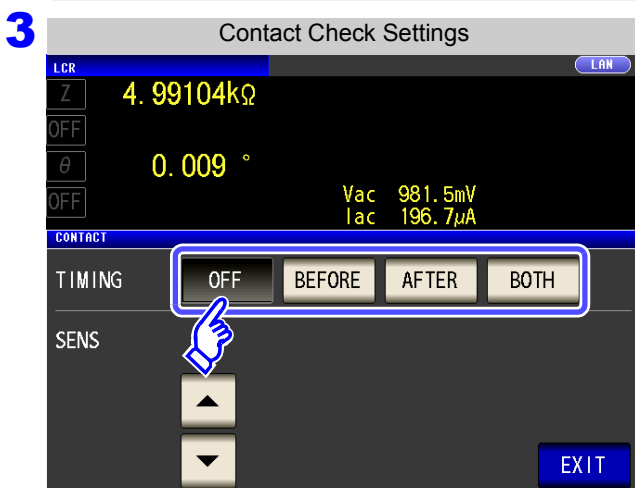 3
Contact Check Settings
LCR LAN
Z 4.99104kΩ
OFF
θ 0.009 °
OFF
Vac 981.5mV
Iac 196.7μA
CONTACT
TIMING OFF BEFORE AFTER BOTH
SENS
EXIT